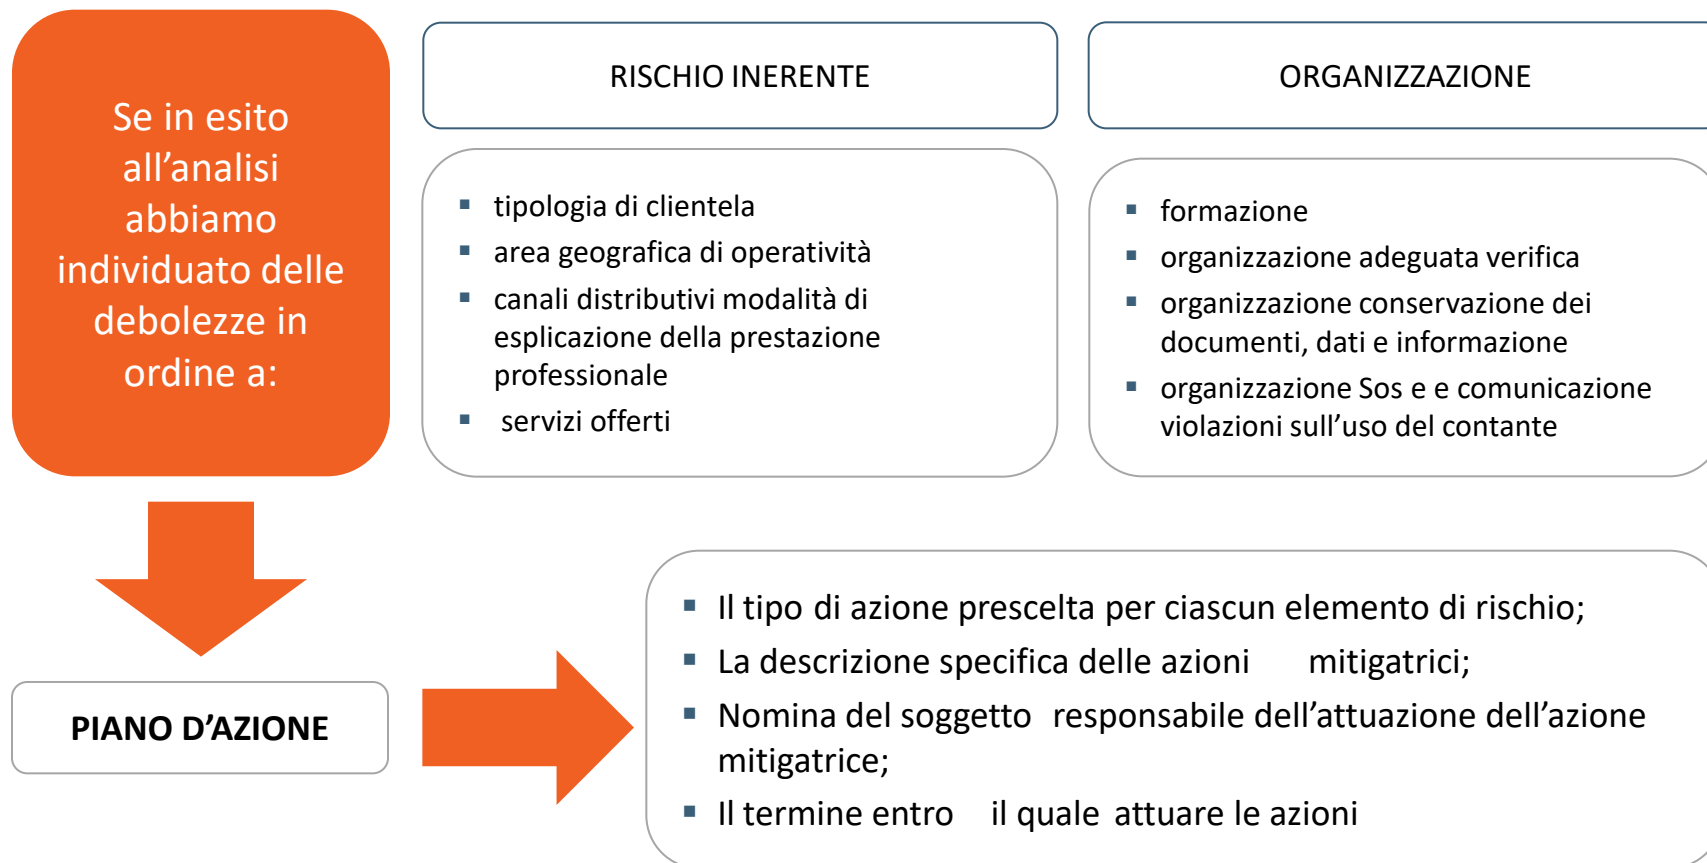 Se in esito
all’analisi
abbiamo
individuato delle
debolezze in
ordine a:
RISCHIO INERENTE
▪ tipologia di clientela
▪ area geografica di operatività
▪ canali distributivi modalità di
esplicazione della prestazione
professionale
▪ servizi offerti
ORGANIZZAZIONE
▪ formazione
▪ organizzazione adeguata verifica
▪ organizzazione conservazione dei
documenti, dati e informazione
▪ organizzazione Sos e e comunicazione
violazioni sull’uso del contante
PIANO D’AZIONE
▪ Il tipo di azione prescelta per ciascun elemento di rischio;
▪ La descrizione specifica delle azioni mitigatrici;
▪ Nomina del soggetto responsabile dell’attuazione dell’azione
mitigatrice;
▪ Il termine entro il quale attuare le azioni